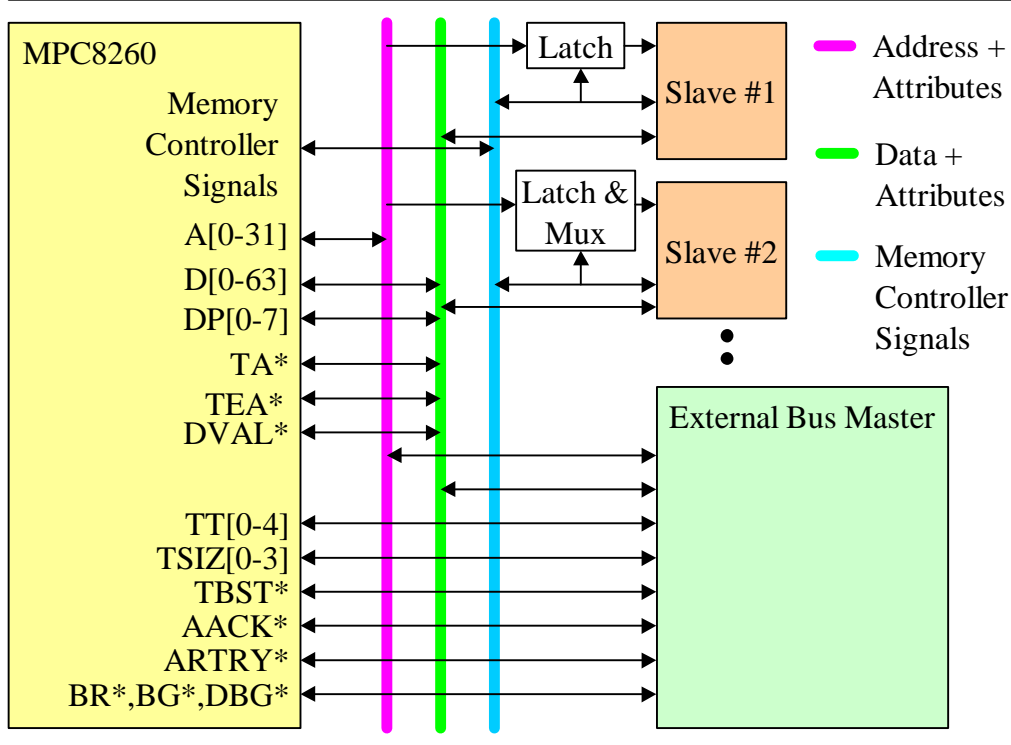 MPC8260
Memory
Controller
Signals
A[0-31]
D[0-63]
DP[0-7]
TA*
TEA*
DVAL*
TT[0-4]
TSIZ[0-3]
TBST*
AACK*
ARTRY*
BR*,BG*,DBG*
Latch
Slave #1
Latch &
Mux
Slave #2
External Bus Master
Address +
Attributes
Data +
Attributes
Memory
Controller
Signals